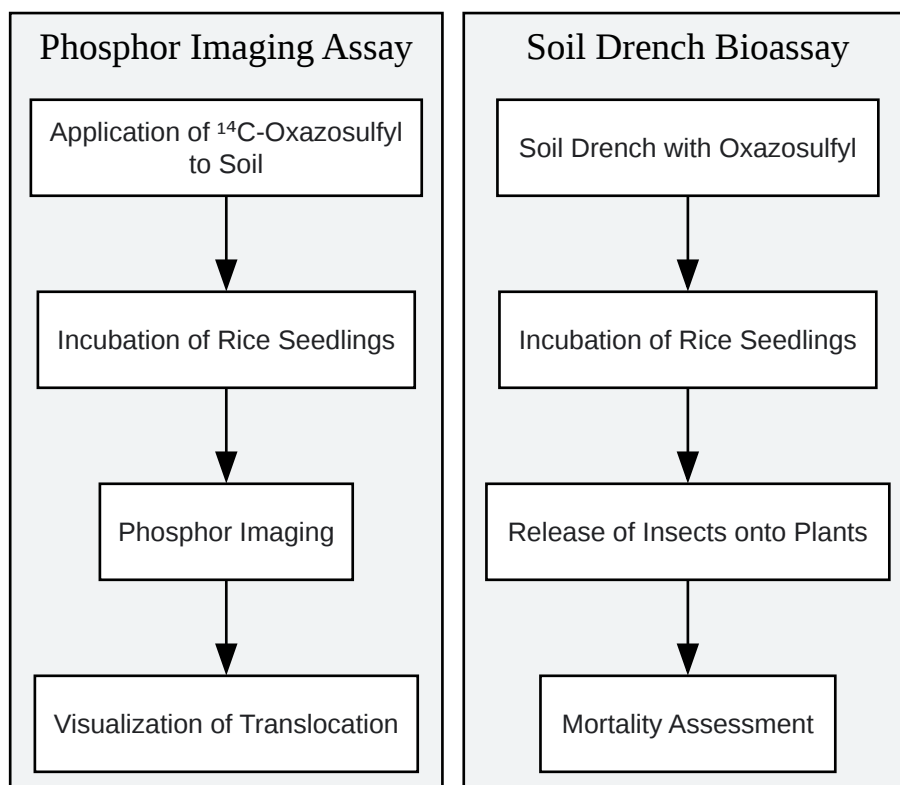 Phosphor Imaging Assay
Application of ¹⁴C-Oxazosulfyl
to Soil
Incubation of Rice Seedlings
Phosphor Imaging
Visualization of Translocation
Soil Drench Bioassay
Soil Drench with Oxazosulfyl
Incubation of Rice Seedlings
Release of Insects onto Plants
Mortality Assessment